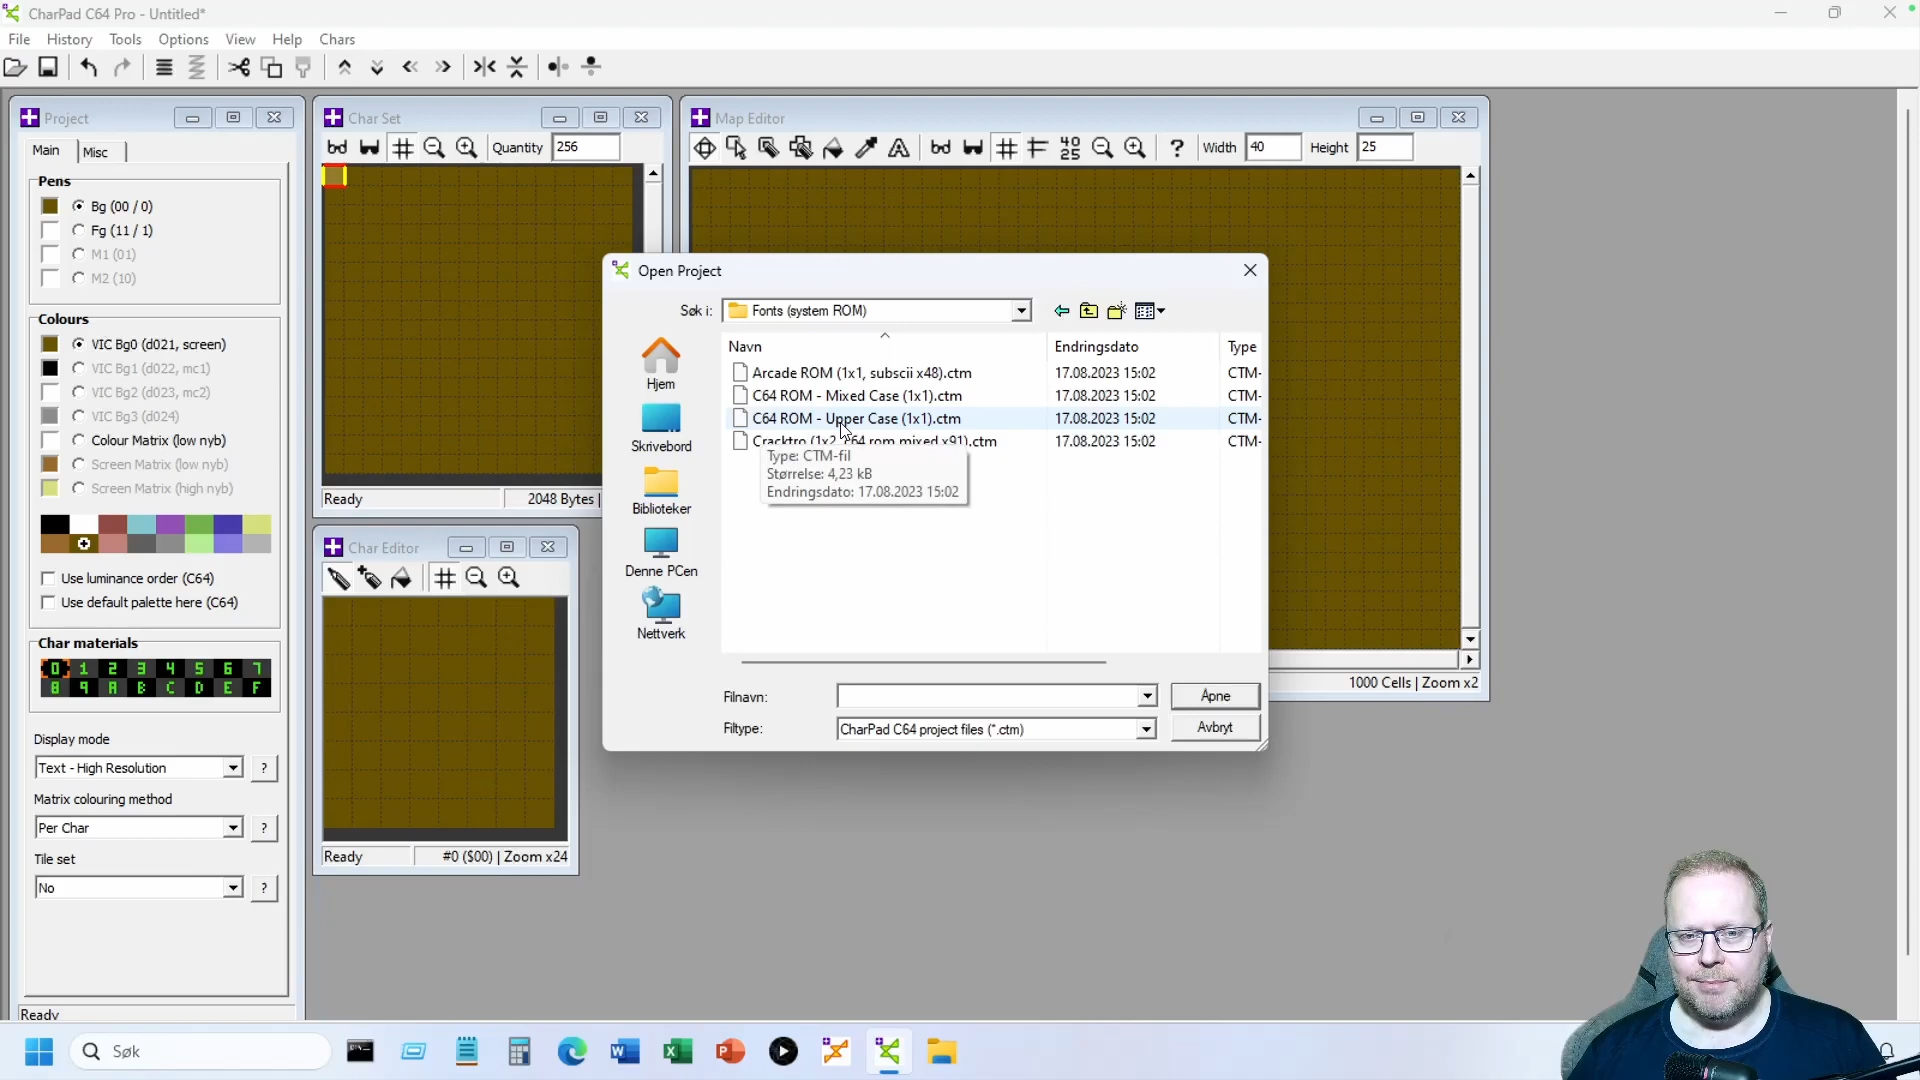 CharPad C64 Pro - Untitled*
File History Tools Options View Help Chars
Project
Main Misc
Pens
Bg (00 / 0)
Fg (11 / 1)
M1 (01)
M2 (10)
Colours
VIC Bg0 (d021, screen)
VIC Bg1 (d022, mc1)
VIC Bg2 (d023, mc2)
VIC Bg3 (d024)
Colour Matrix (low nyb)
Screen Matrix (low nyb)
Screen Matrix (high nyb)
Use luminance order (C64)
Use default palette here (C64)
Char materials
0 1 2 3 4 5 6 7
8 9 A B C D E F
Display mode
Text - High Resolution ?
Matrix colouring method
Per Char ?
Tile set
No ?
Ready
Char Set
Quantity 256
Ready 2048 Bytes |
Char Editor
Ready #0 ($00) | Zoom x24
Map Editor
40
25
? Width 40 Height 25
1000 Cells | Zoom x2
Open Project
Søk i: Fonts (system ROM)
Hjem
Skrivebord
Biblioteker
Denne PCen
Nettverk
Navn Endringsdato Type
Arcade ROM (1x1, subscii x48).ctm 17.08.2023 15:02 CTM-
C64 ROM - Mixed Case (1x1).ctm 17.08.2023 15:02 CTM-
C64 ROM - Upper Case (1x1).ctm 17.08.2023 15:02 CTM-
Cracktro (1x2, c64 rom mixed x91).ctm 17.08.2023 15:02 CTM-
Type: CTM-fil
Størrelse: 4,23 kB
Endringsdato: 17.08.2023 15:02
Filnavn: Åpne
Filtype: CharPad C64 project files (*.ctm) Avbryt
Søk